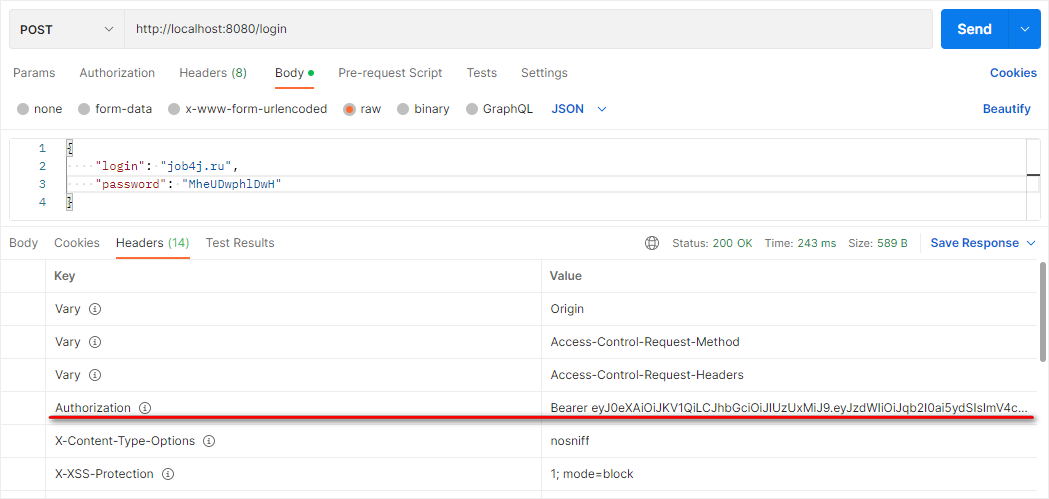 POST http://localhost:8080/login Send
Params Authorization Headers (8) Body Pre-request Script Tests Settings Cookies
none form-data x-www-form-urlencoded raw binary GraphQL JSON Beautify
1 {
2 "login": "job4j.ru",
3 "password": "MheUDwphlDwH"
4 }
Body Cookies Headers (14) Test Results Status: 200 OK Time: 243 ms Size: 589 B Save Response
Key Value
Vary Origin
Vary Access-Control-Request-Method
Vary Access-Control-Request-Headers
Authorization Bearer eyJ0eXAiOiJKV1QiLCJhbGciOiJIUzUxMiJ9.eyJzdWIiOiJqb2I0ai5ydSIsImV4c...
X-Content-Type-Options nosniff
X-XSS-Protection 1; mode=block